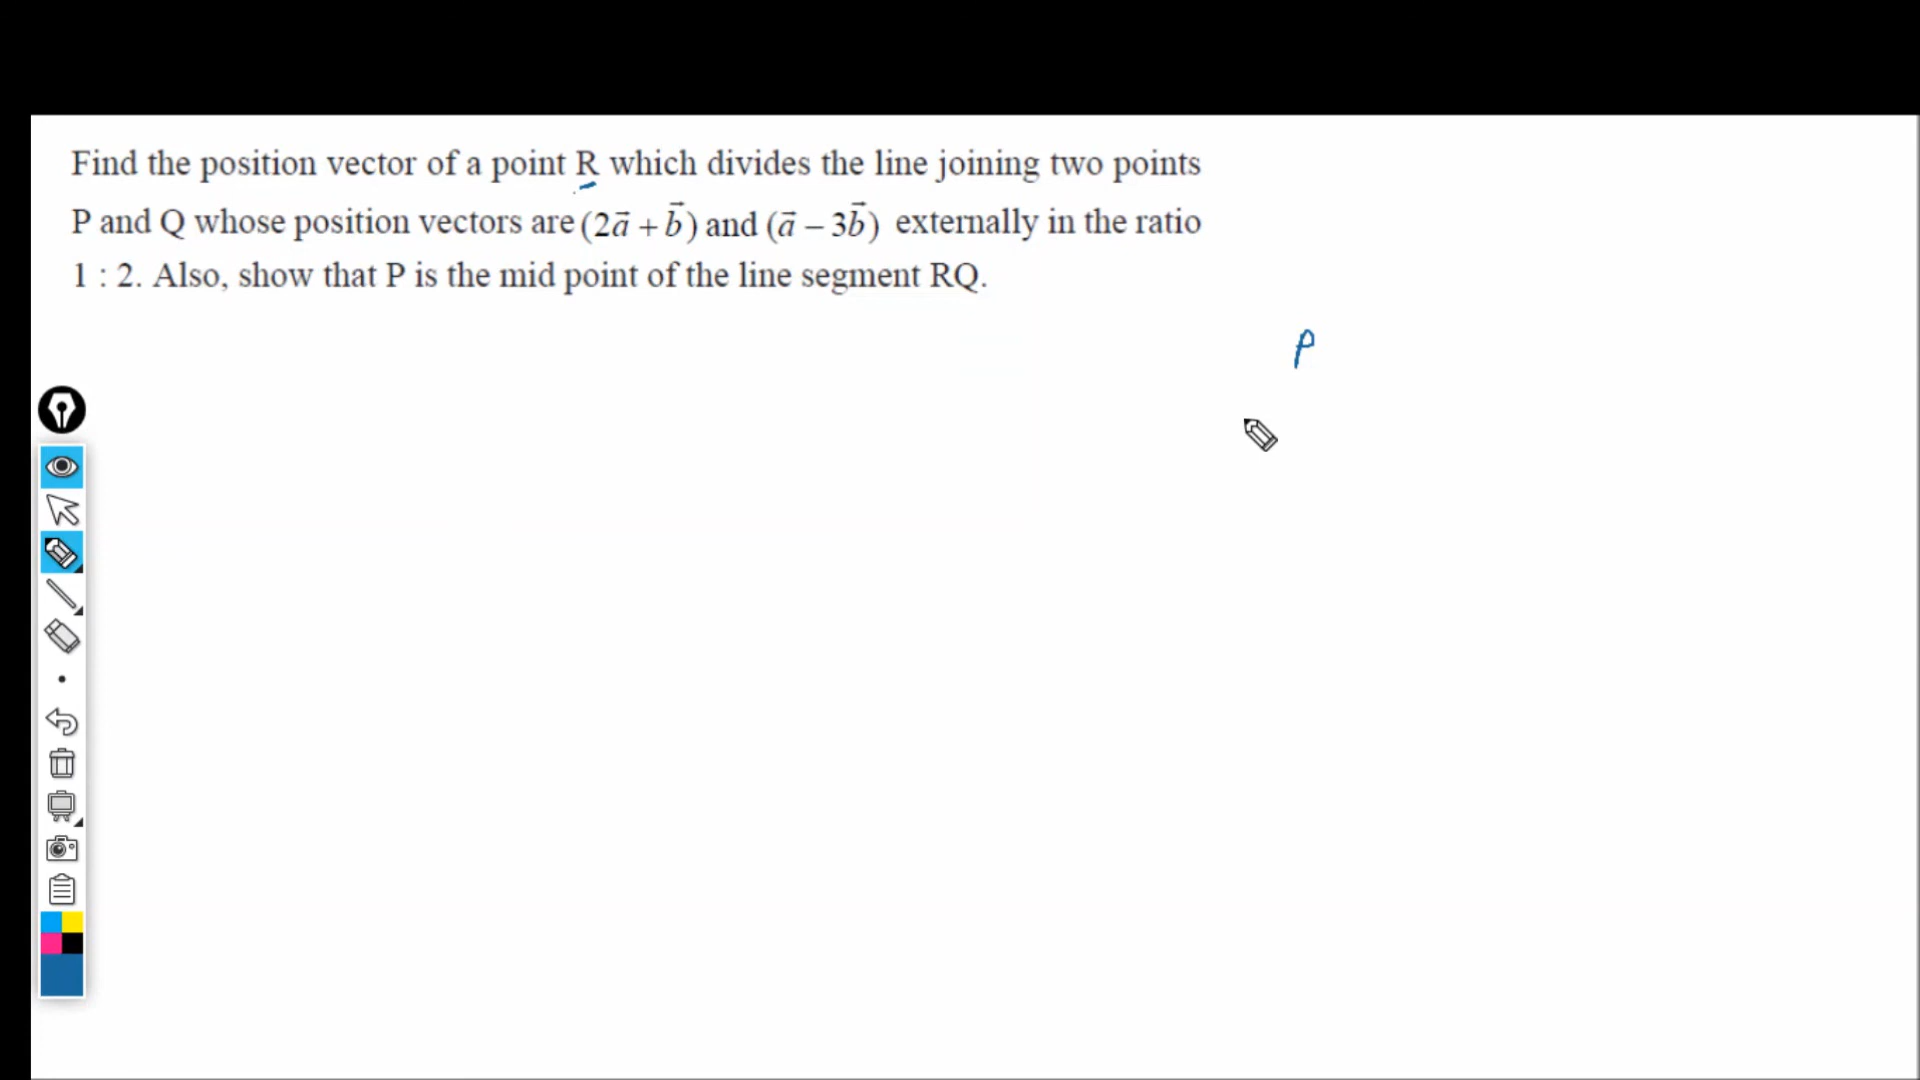 Find the position vector of a point R which divides the line joining two points
P and Q whose position vectors are (2a⃗ + b⃗) and (a⃗ – 3b⃗) externally in the ratio
1 : 2. Also, show that P is the mid point of the line segment RQ.
P